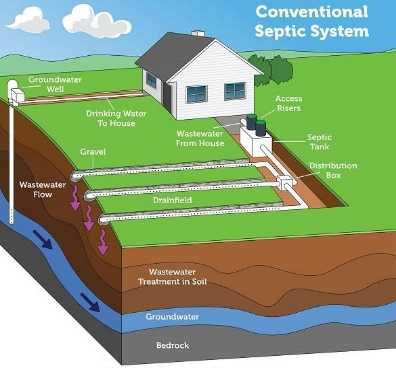 Conventional
Septic System
Groundwater
Well
Drinking Water
To House
Access
Risers
Wastewater
From House
Septic
Tank
Gravel
Distribution
Box
Wastewater
Flow
Drainfield
Wastewater
Treatment in Soil
Groundwater
Bedrock